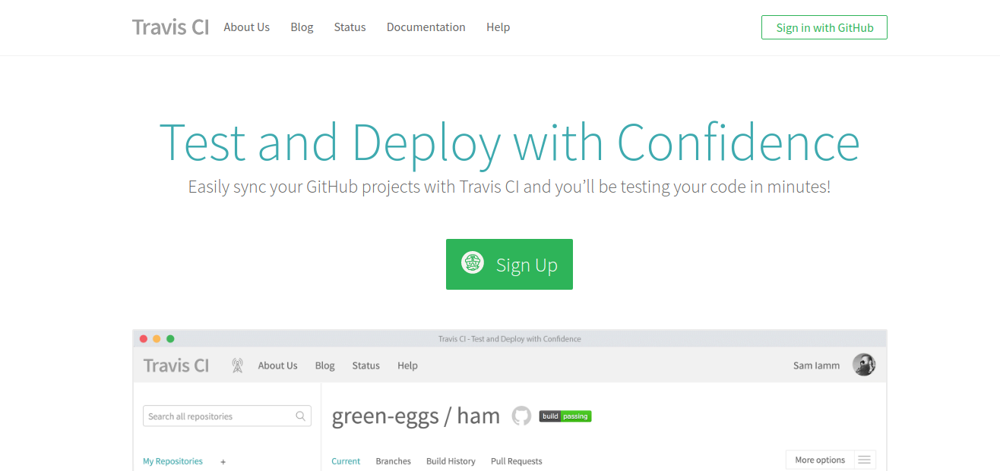 Travis CI About Us Blog Status Documentation Help Sign in with GitHub
Test and Deploy with Confidence
Easily sync your GitHub projects with Travis CI and you’ll be testing your code in minutes!
Sign Up
Travis CI - Test and Deploy with Confidence
Travis CI About Us Blog Status Help Sam Iamm
Search all repositories
green-eggs / ham build passing
My Repositories +
Current Branches Build History Pull Requests More options